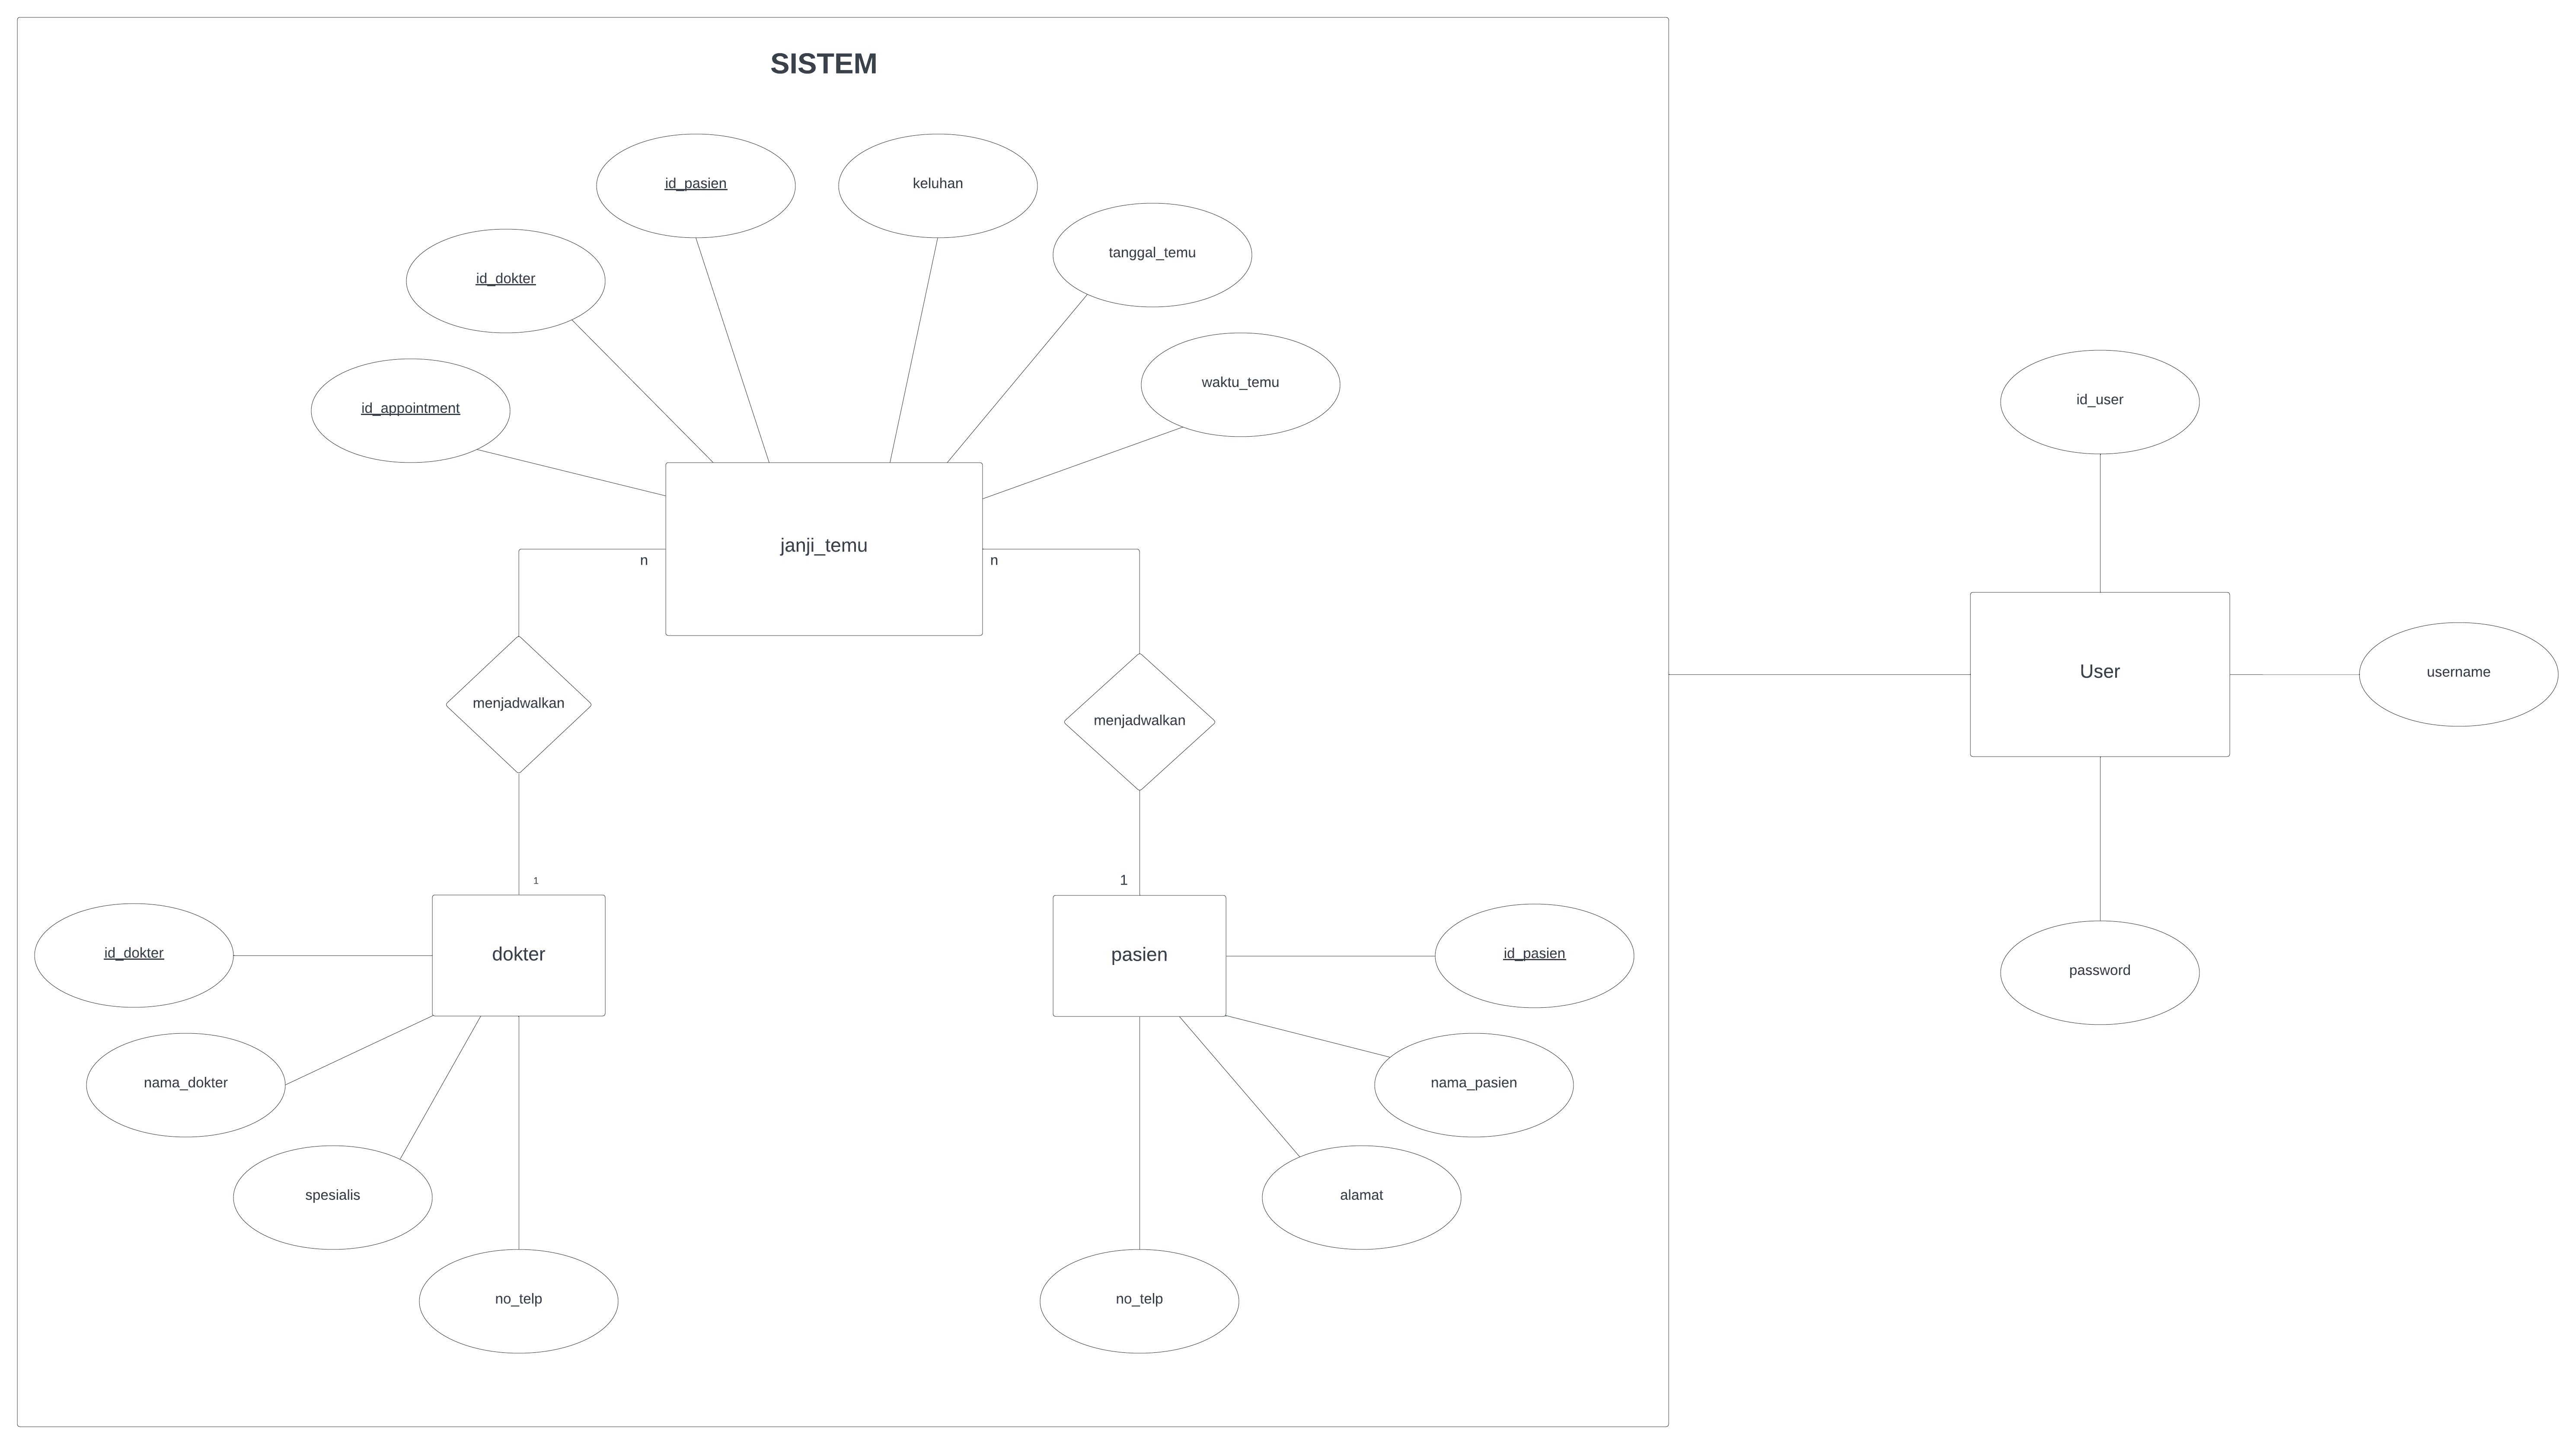 SISTEM
id_pasien
keluhan
tanggal_temu
id_dokter
waktu_temu
id_appointment
id_user
janji_temu
n
n
User
username
menjadwalkan
menjadwalkan
1
1
dokter
pasien
id_dokter
id_pasien
password
nama_dokter
nama_pasien
spesialis
alamat
no_telp
no_telp